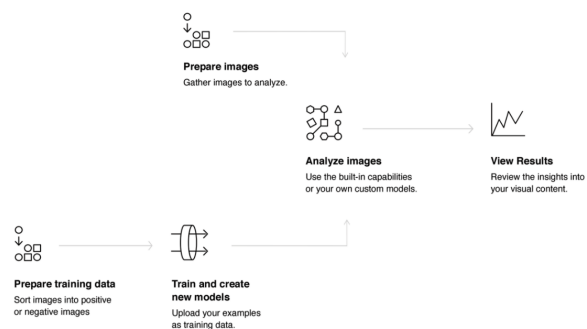 Prepare images
Gather images to analyze.
Analyze images
Use the built-in capabilities
or your own custom models.
View Results
Review the insights into
your visual content.
Prepare training data
Sort images into positive
or negative images
Train and create
new models
Upload your examples
as training data.